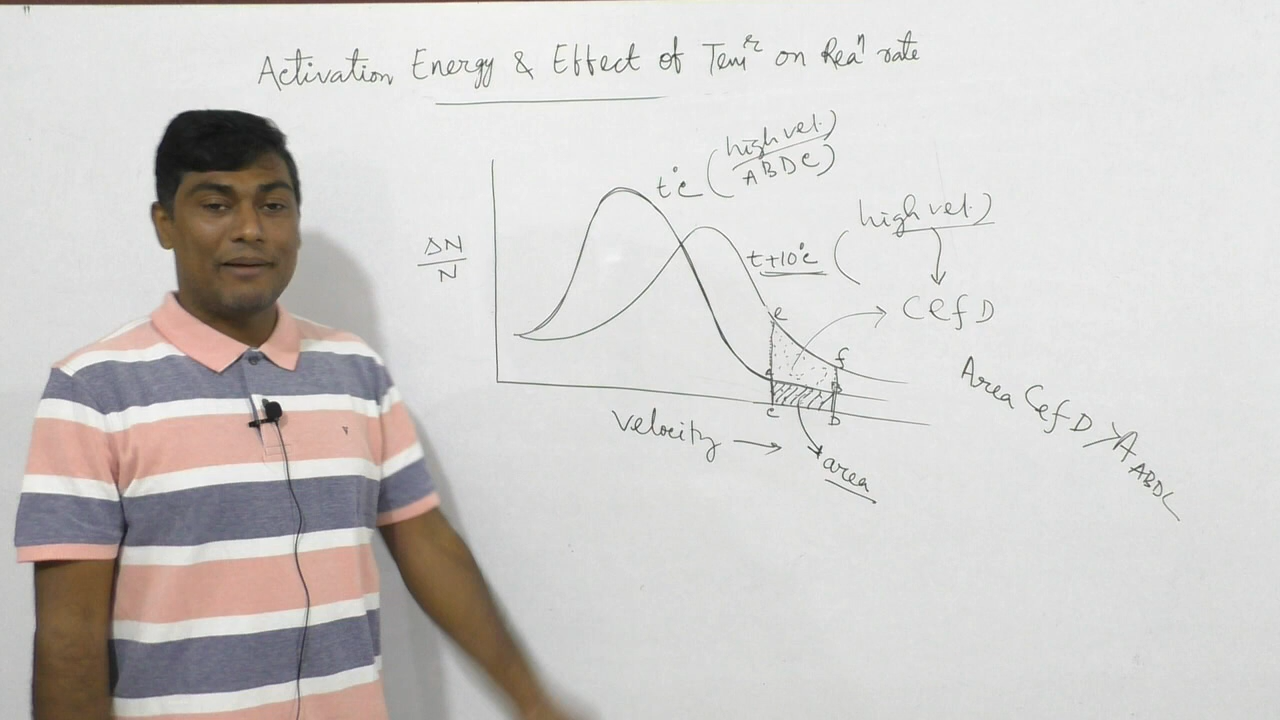 Activation Energy & Effect of Temʳ on Reaⁿ rate
t°c (high vel.)
ABDC
high vel.)
ΔN
N
t+10°c
CefD
e
f
Area CefD > A ABDC
C
D
Velocity →
area